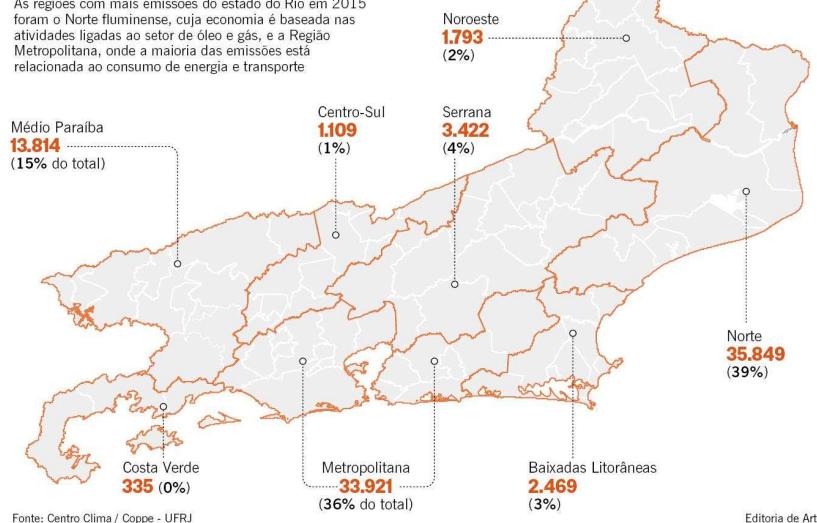 As regiões com mais emissões do estado do Rio em 2015
foram o Norte fluminense, cuja economia é baseada nas
atividades ligadas ao setor de óleo e gás, e a Região
Metropolitana, onde a maioria das emissões está
relacionada ao consumo de energia e transporte
Noroeste
1.793
(2%)
Médio Paraíba
13.814
(15% do total)
Centro-Sul
1.109
(1%)
Serrana
3.422
(4%)
Norte
35.849
(39%)
Costa Verde
335 (0%)
Metropolitana
33.921
(36% do total)
Baixadas Litorâneas
2.469
(3%)
Fonte: Centro Clima / Coppe - UFRJ
Editoria de Art